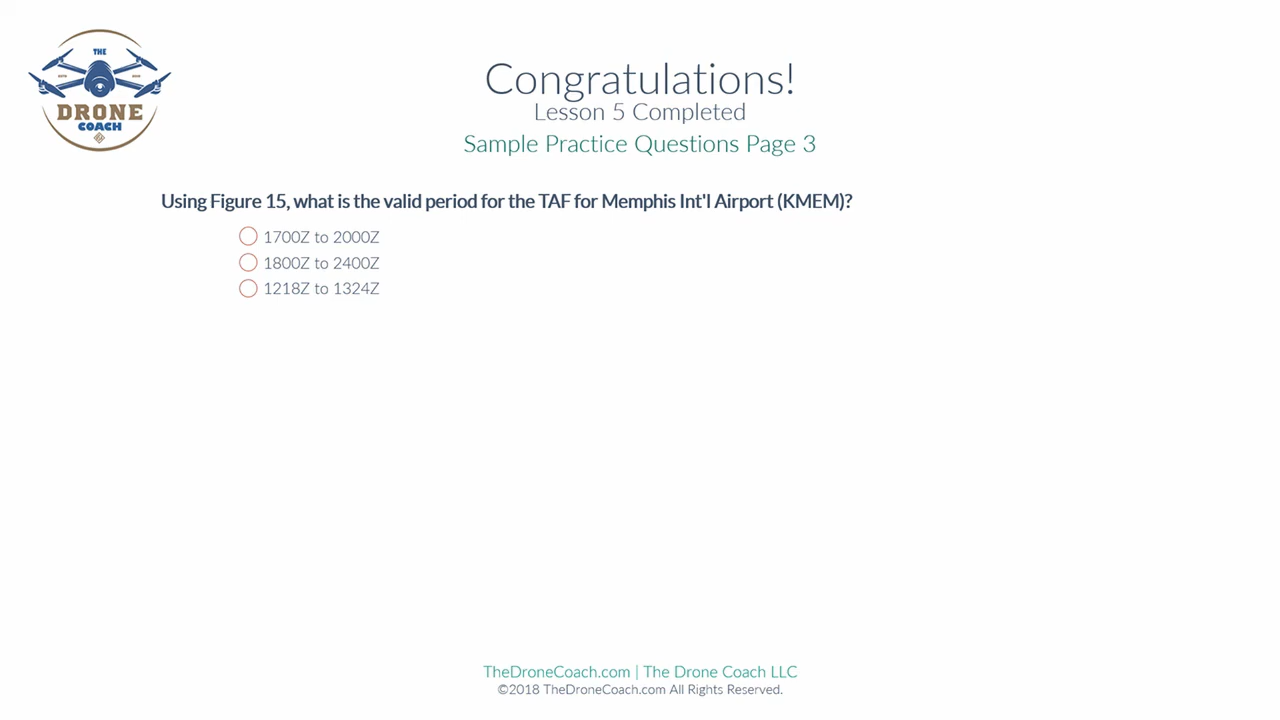 THE
DRONE
COACH
Congratulations!
Lesson 5 Completed
Sample Practice Questions Page 3
Using Figure 15, what is the valid period for the TAF for Memphis Int'l Airport (KMEM)?
1700Z to 2000Z
1800Z to 2400Z
1218Z to 1324Z
TheDroneCoach.com | The Drone Coach LLC
©2018 TheDroneCoach.com All Rights Reserved.